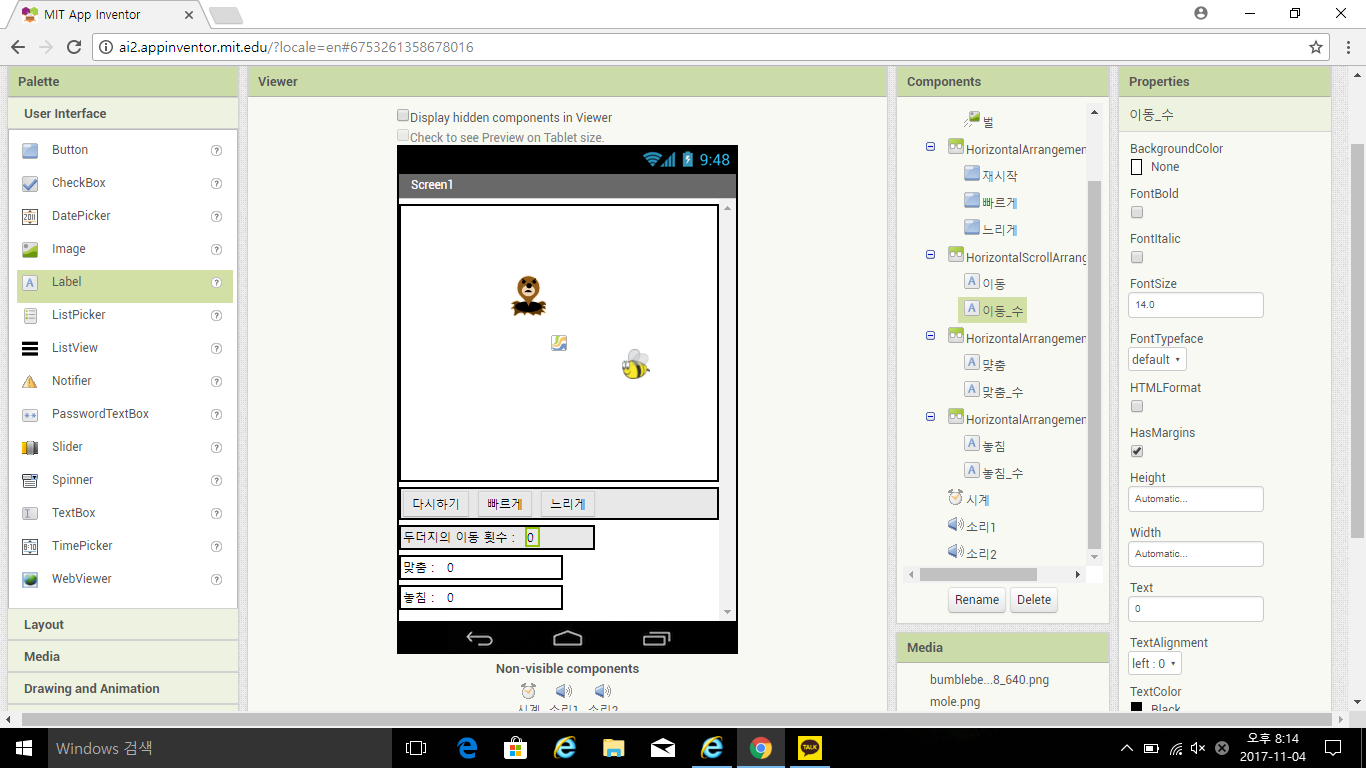 MIT App Inventor
ai2.appinventor.mit.edu/?locale=en#6753261358678016
Palette
User Interface
Button
CheckBox
DatePicker
Image
Label
ListPicker
ListView
Notifier
PasswordTextBox
Slider
Spinner
TextBox
TimePicker
WebViewer
Layout
Media
Drawing and Animation
Viewer
Display hidden components in Viewer
Check to see Preview on Tablet size.
9:48
Screen1
다시하기 빠르게 느리게
두더지의 이동 횟수 : 0
맞춤 : 0
놓침 : 0
Non-visible components
시계 소리1 소리2
Components
벌
HorizontalArrangemen
재시작
빠르게
느리게
HorizontalScrollArrang
이동
이동_수
HorizontalArrangemen
맞춤
맞춤_수
HorizontalArrangemen
놓침
놓침_수
시계
소리1
소리2
Rename Delete
Media
bumblebe...8_640.png
mole.png
Properties
이동_수
BackgroundColor
None
FontBold
FontItalic
FontSize
14.0
FontTypeface
default
HTMLFormat
HasMargins
Height
Automatic...
Width
Automatic...
Text
0
TextAlignment
left : 0
TextColor
Black
Windows 검색
TALK
오후 8:14
2017-11-04